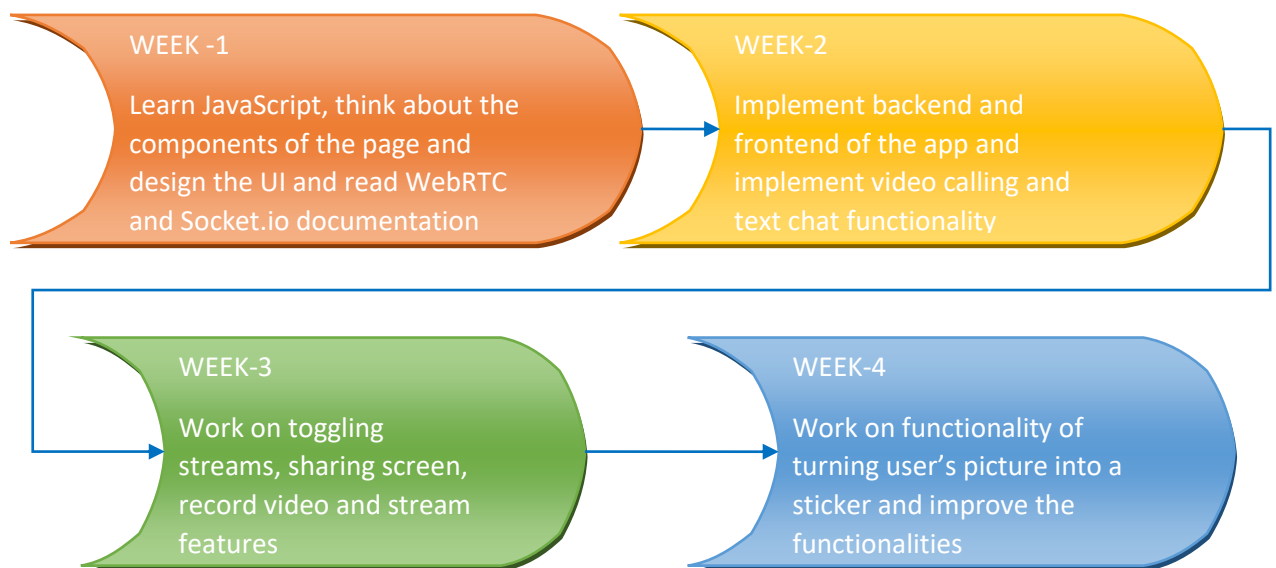 WEEK -1
Learn JavaScript, think about the
components of the page and
design the UI and read WebRTC
and Socket.io documentation
WEEK-2
Implement backend and
frontend of the app and
implement video calling and
text chat functionality
WEEK-3
Work on toggling
streams, sharing screen,
record video and stream
features
WEEK-4
Work on functionality of
turning user’s picture into a
sticker and improve the
functionalities